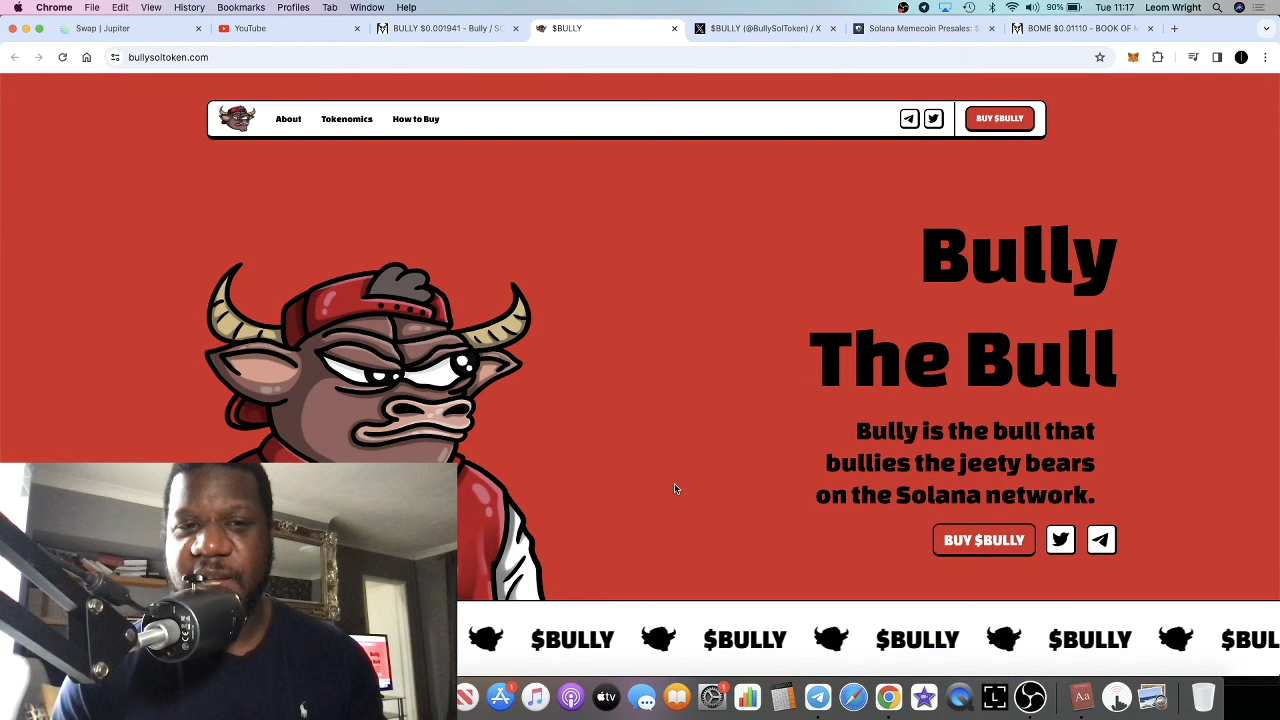 Chrome File Edit View History Bookmarks Profiles Tab Window Help 90% Tue 11:17 Leom Wright
Swap | Jupiter YouTube BULLY $0.001941 - Bully / SO $BULLY $BULLY (@BullySolToken) / X Solana Memecoin Presales: $ BOME $0.01110 - BOOK OF M
bullysoltoken.com
About Tokenomics How to Buy BUY $BULLY
Bully
The Bull
Bully is the bull that
bullies the jeety bears
on the Solana network.
BUY $BULLY
$BULLY $BULLY $BULLY $BULLY $BUL